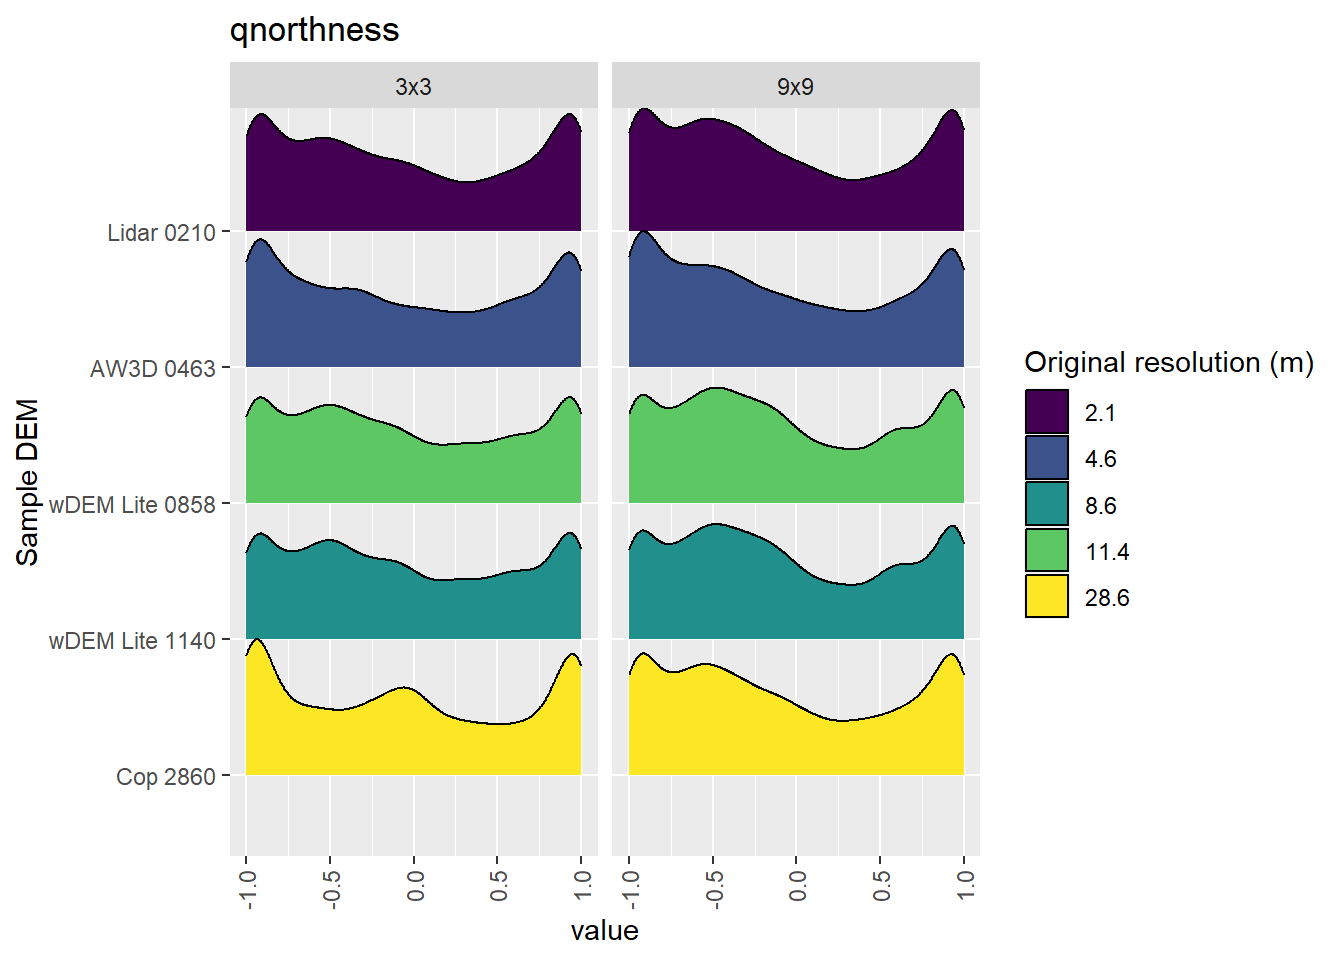 qnorthness
3x3
9x9
Lidar 0210
AW3D 0463
wDEM Lite 0858
wDEM Lite 1140
Cop 2860
Sample DEM
-1.0
-0.5
0.0
0.5
1.0
-1.0
-0.5
0.0
0.5
1.0
value
Original resolution (m)
2.1
4.6
8.6
11.4
28.6